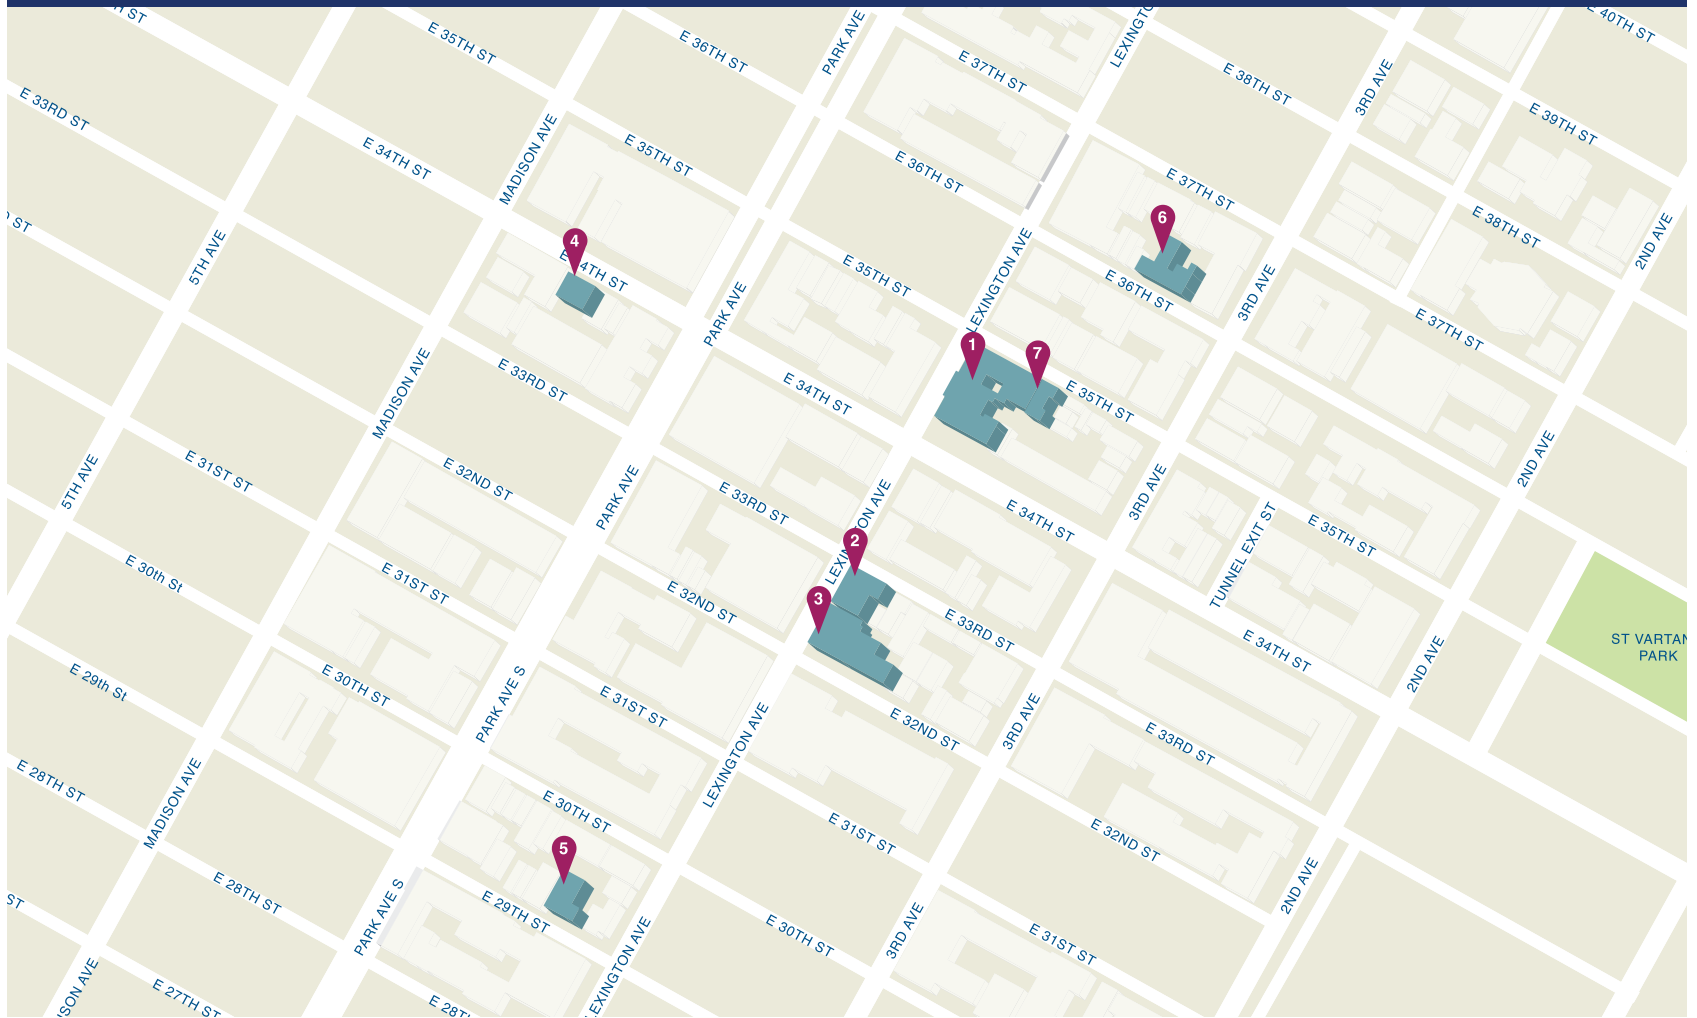 E 35TH ST
E 36TH ST
PARK AVE
E 37TH ST
E 38TH ST
3RD AVE
E 40TH ST
E 39TH ST
E 33RD ST
E 34TH ST
MADISON AVE
E 35TH ST
E 36TH ST
E 37TH ST
E 38TH ST
2ND AVE
5TH AVE
4
6
E 35TH ST
LEXINGTON AVE
E 36TH ST
3RD AVE
E 37TH ST
PARK AVE
1
7
MADISON AVE
E 33RD ST
E 34TH ST
E 35TH ST
2ND AVE
5TH AVE
E 31ST ST
E 32ND ST
PARK AVE
E 33RD ST
3RD AVE
E 34TH ST
TUNNEL EXIT ST
E 35TH ST
2
3
E 30th St
E 31ST ST
E 32ND ST
E 33RD ST
E 34TH ST
2ND AVE
PARK
E 29th St
E 30TH ST
PARK AVE S
E 31ST ST
LEXINGTON AVE
E 32ND ST
3RD AVE
E 33RD ST
E 28TH ST
MADISON AVE
E 30TH ST
E 31ST ST
E 32ND ST
5
E 28TH ST
PARK AVE S
E 29TH ST
LEXINGTON AVE
E 30TH ST
3RD AVE
E 31ST ST
2ND AVE
E 27TH ST